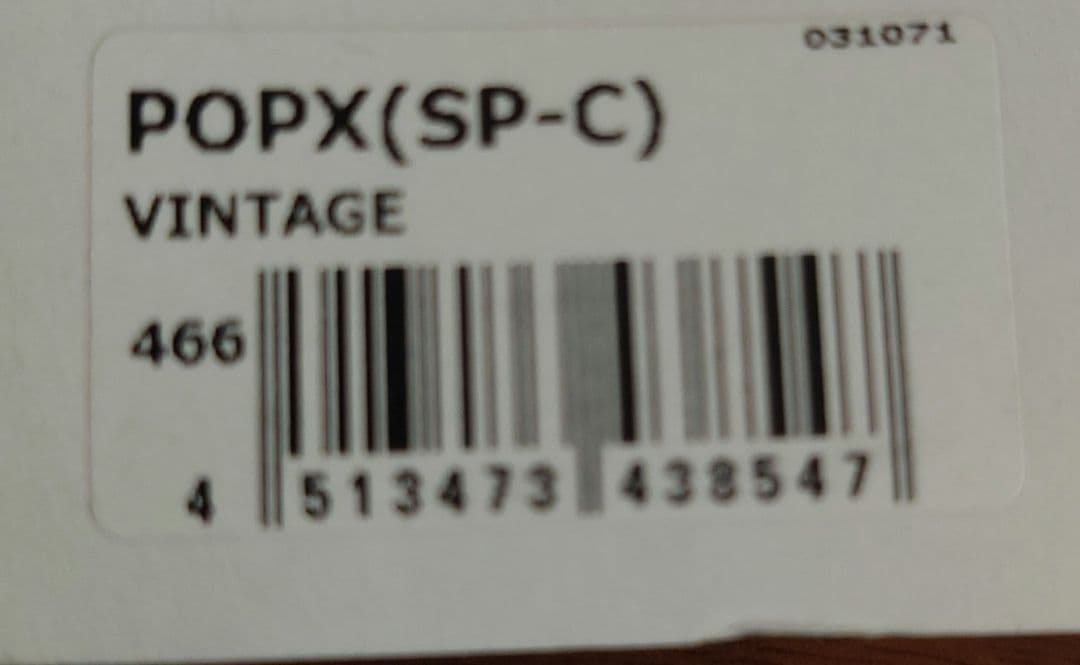 031071
POPX(SP-C)
VINTAGE
466
4 513473 438547